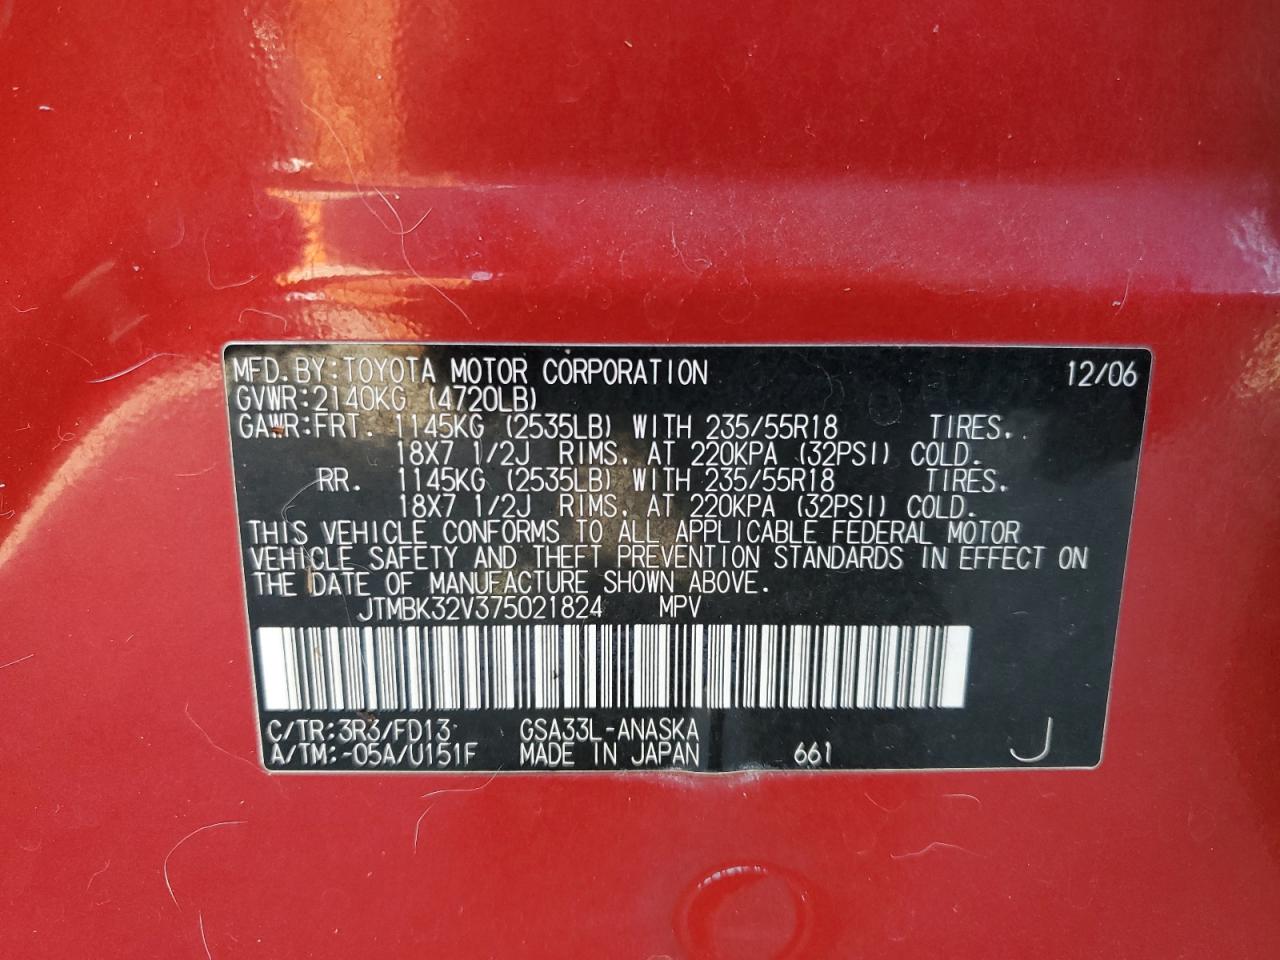 MFD.BY:TOYOTA MOTOR CORPORATION 12/06
GVWR:2140KG (4720LB)
GAWR:FRT. 1145KG (2535LB) WITH 235/55R18 TIRES.
18X7 1/2J RIMS, AT 220KPA (32PSI) COLD.
RR. 1145KG (2535LB) WITH 235/55R18 TIRES.
18X7 1/2J RIMS, AT 220KPA (32PSI) COLD.
THIS VEHICLE CONFORMS TO ALL APPLICABLE FEDERAL MOTOR
VEHICLE SAFETY AND THEFT PREVENTION STANDARDS IN EFFECT ON
THE DATE OF MANUFACTURE SHOWN ABOVE.
JTMBK32V375021824 MPV
C/TR:3R3/FD13 GSA33L-ANASKA
A/TM:-05A/U151F MADE IN JAPAN 661 J